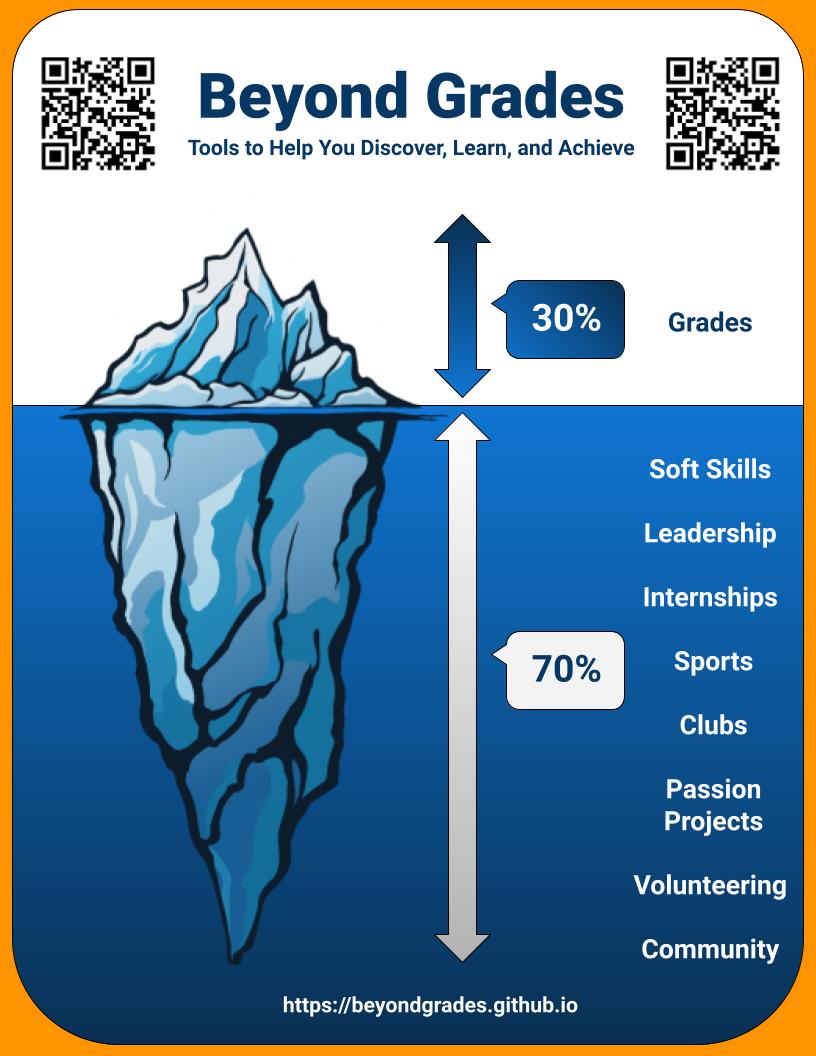 Beyond Grades
Tools to Help You Discover, Learn, and Achieve
30%
Grades
Soft Skills
Leadership
Internships
70%
Sports
Clubs
Passion
Projects
Volunteering
Community
https://beyondgrades.github.io